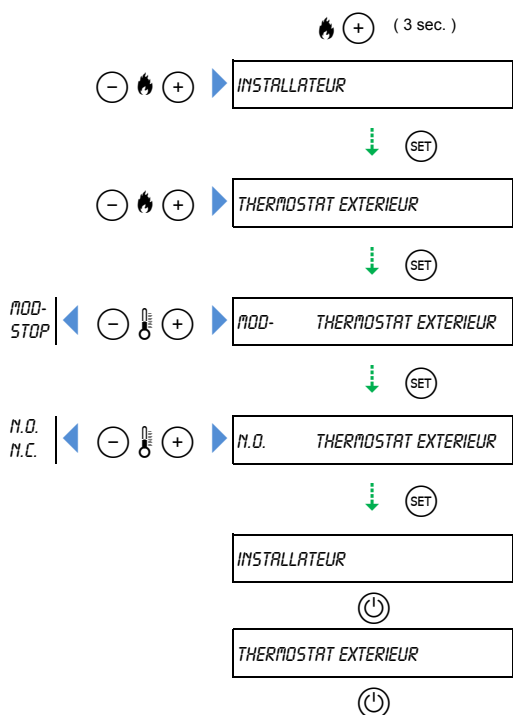 ( 3 sec. )
INSTALLATEUR
SET
THERMOSTAT EXTERIEUR
SET
MOD-
STOP
MOD- THERMOSTAT EXTERIEUR
SET
N.O.
N.C.
N.O. THERMOSTAT EXTERIEUR
SET
INSTALLATEUR
THERMOSTAT EXTERIEUR